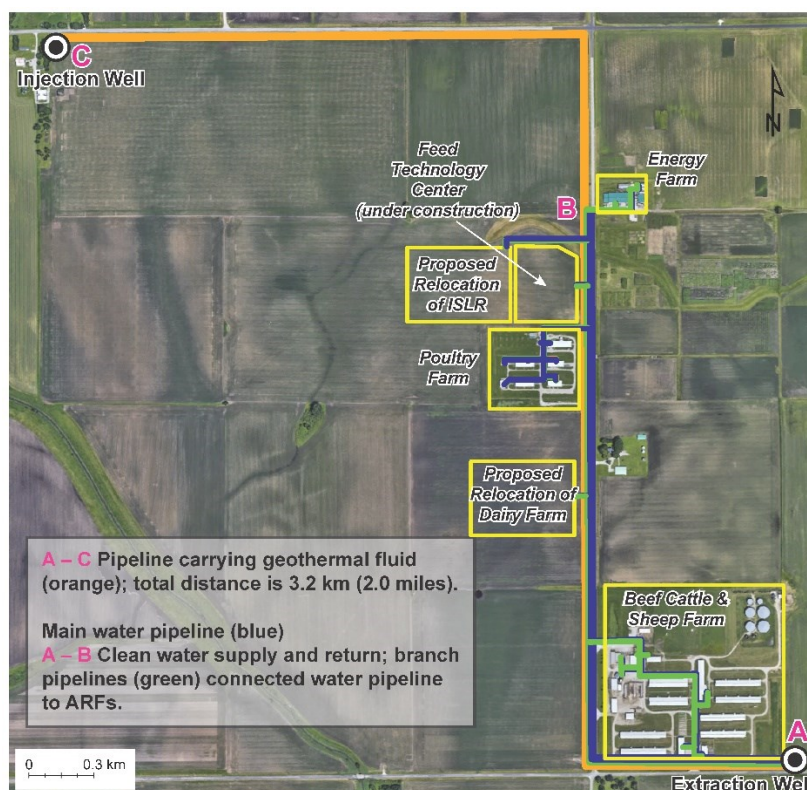 C
Injection Well
Feed
Technology
Center
(under construction)
N
Energy
Farm
B
Proposed
Relocation
of ISLR
Poultry
Farm
Proposed
Relocation of
Dairy Farm
A – C Pipeline carrying geothermal fluid
(orange); total distance is 3.2 km (2.0 miles).
Main water pipeline (blue)
A – B Clean water supply and return; branch
pipelines (green) connected water pipeline
to ARFs.
Beef Cattle &
Sheep Farm
A
Extraction Well
0 0.3 km